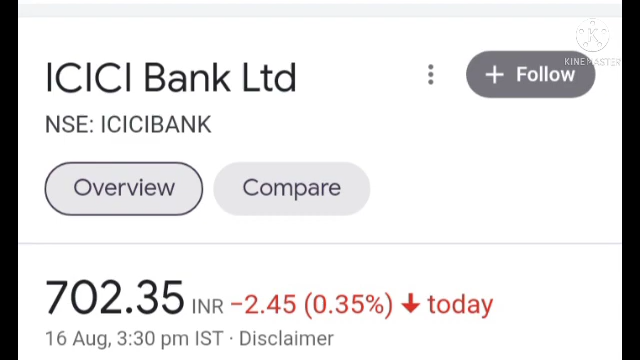 ICICI Bank Ltd
+ Follow
KINEMASTER
NSE: ICICIBANK
Overview
Compare
702.35 INR −2.45 (0.35%) ↓ today
16 Aug, 3:30 pm IST · Disclaimer